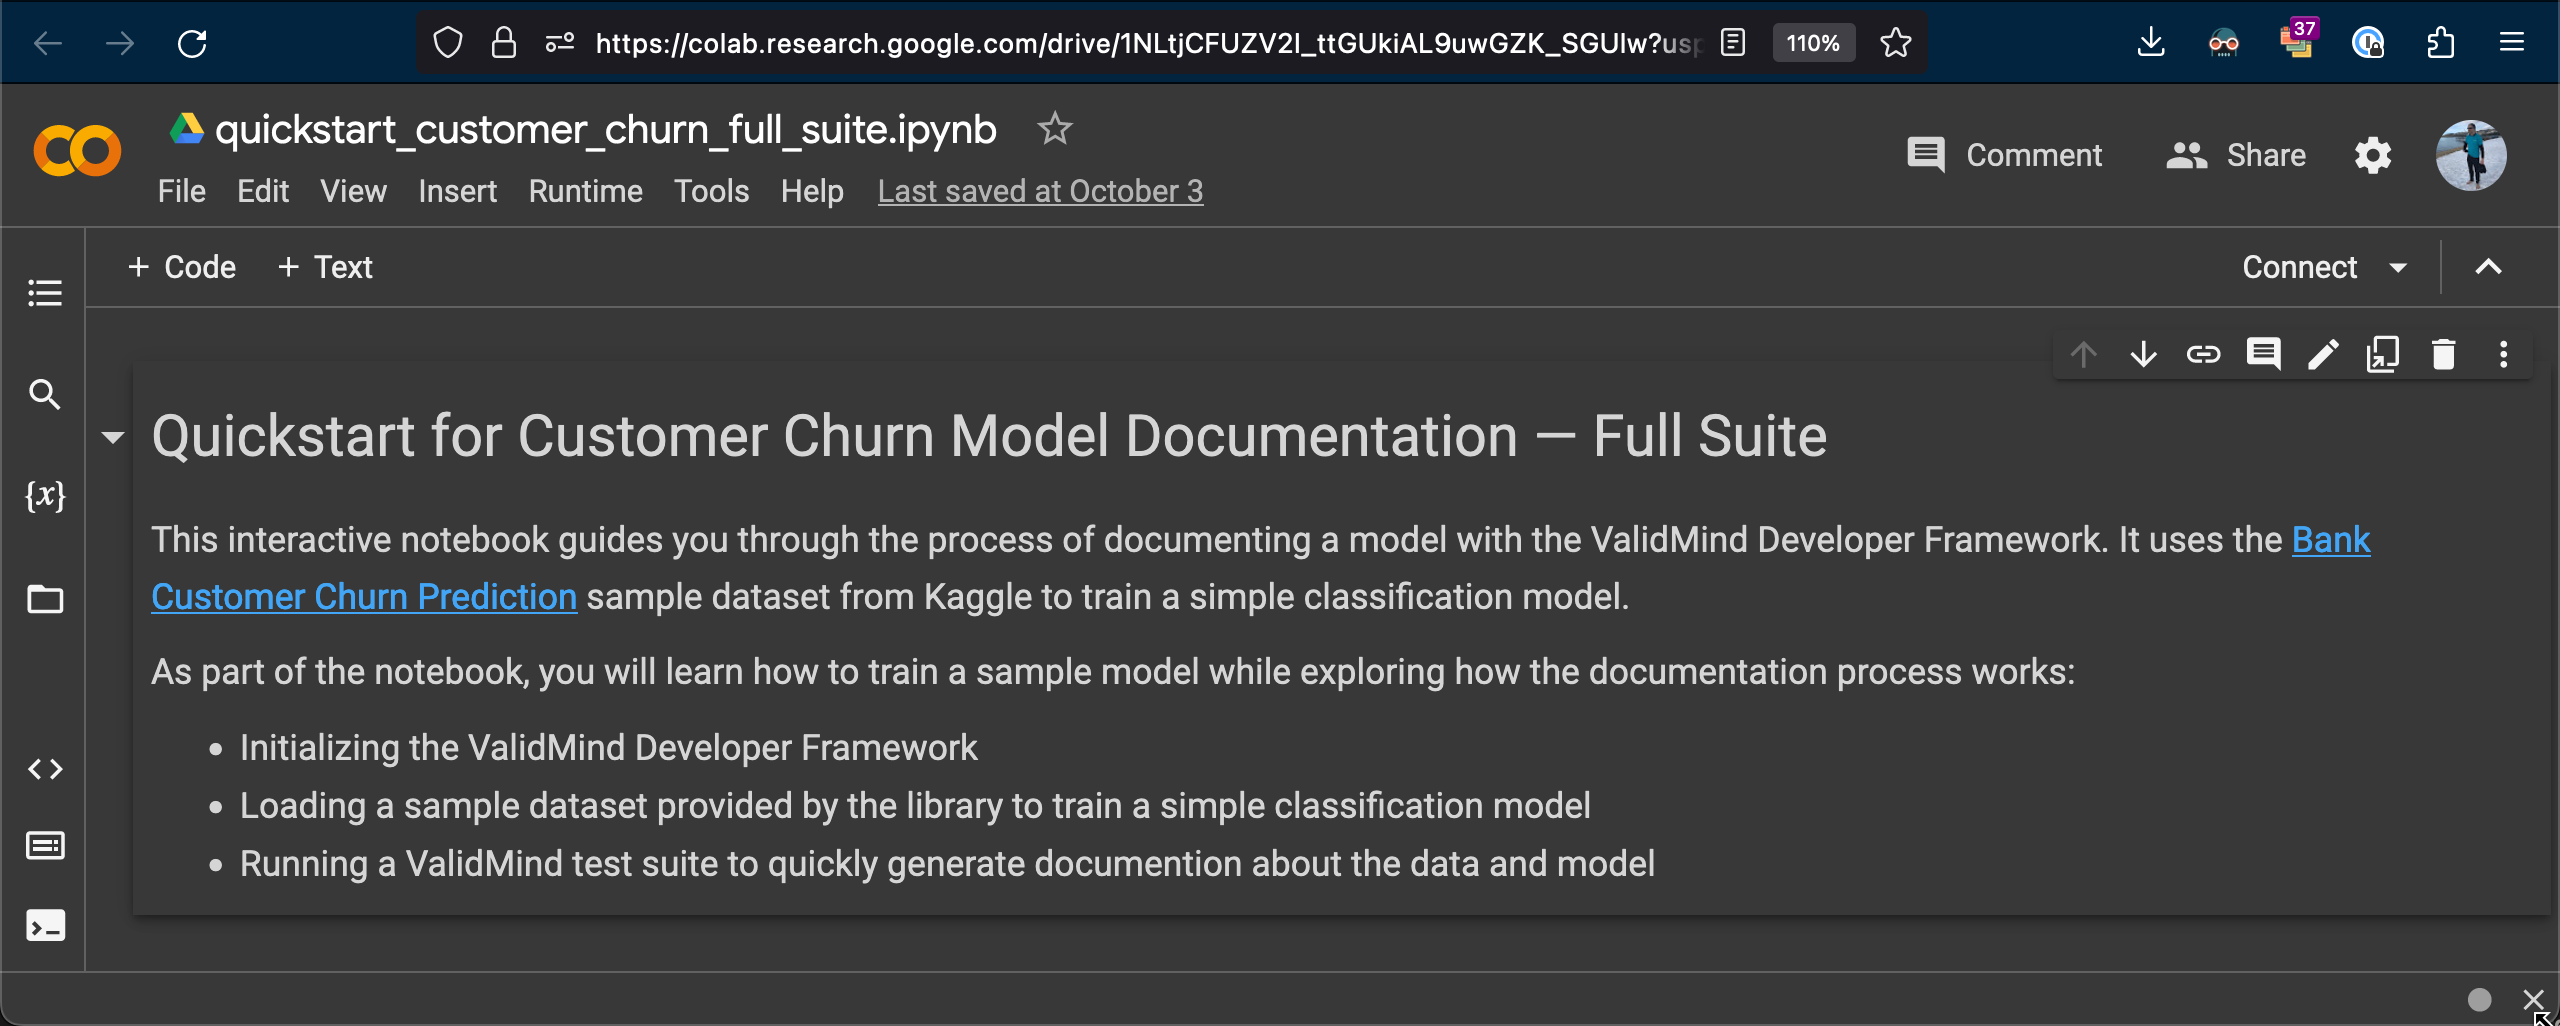 https://colab.research.google.com/drive/1NLtjCFUZV2I_ttGUkiAL9uwGZK_SGUIw?usp
110%
37
quickstart_customer_churn_full_suite.ipynb
Comment
Share
File Edit View Insert Runtime Tools Help Last saved at October 3
+ Code + Text
Connect
{x}
Quickstart for Customer Churn Model Documentation — Full Suite
This interactive notebook guides you through the process of documenting a model with the ValidMind Developer Framework. It uses the Bank
Customer Churn Prediction sample dataset from Kaggle to train a simple classification model.
As part of the notebook, you will learn how to train a sample model while exploring how the documentation process works:
• Initializing the ValidMind Developer Framework
• Loading a sample dataset provided by the library to train a simple classification model
• Running a ValidMind test suite to quickly generate documention about the data and model